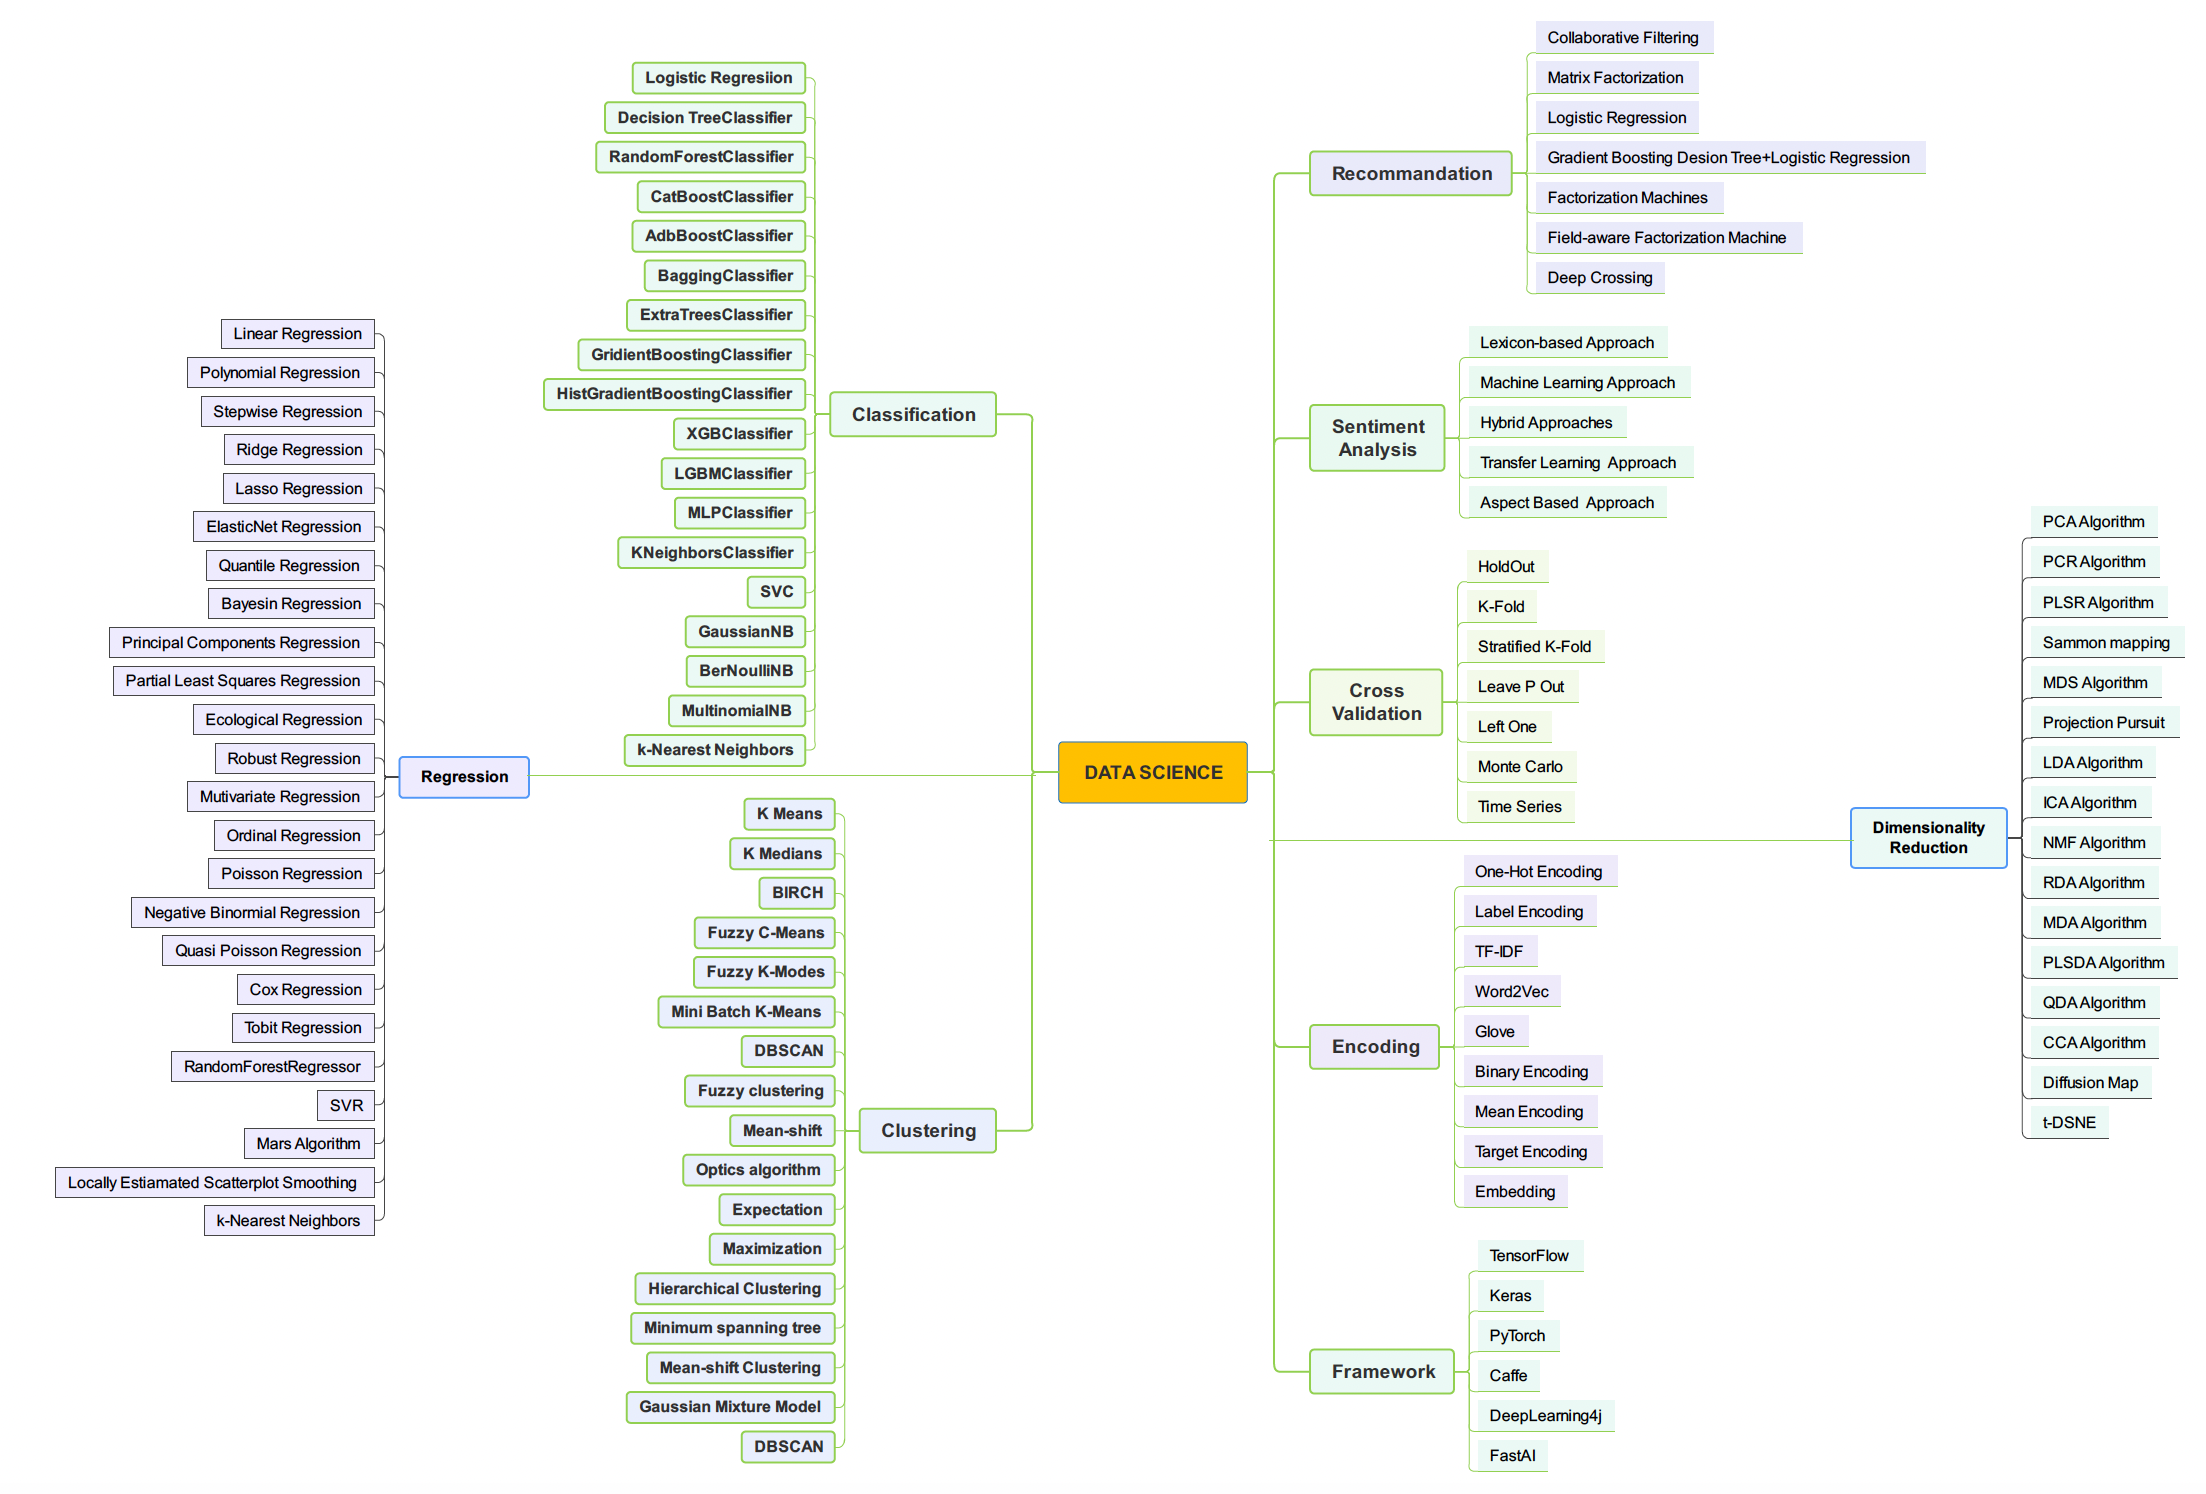 DATA SCIENCE
Classification
Logistic Regresiion
Decision TreeClassifier
RandomForestClassifier
CatBoostClassifier
AdbBoostClassifier
BaggingClassifier
ExtraTreesClassifier
GridientBoostingClassifier
HistGradientBoostingClassifier
XGBClassifier
LGBMClassifier
MLPClassifier
KNeighborsClassifier
SVC
GaussianNB
BerNoulliNB
MultinomialNB
k-Nearest Neighbors
Regression
Linear Regression
Polynomial Regression
Stepwise Regression
Ridge Regression
Lasso Regression
ElasticNet Regression
Quantile Regression
Bayesin Regression
Principal Components Regression
Partial Least Squares Regression
Ecological Regression
Robust Regression
Mutivariate Regression
Ordinal Regression
Poisson Regression
Negative Binormial Regression
Quasi Poisson Regression
Cox Regression
Tobit Regression
RandomForestRegressor
SVR
Mars Algorithm
Locally Estiamated Scatterplot Smoothing
k-Nearest Neighbors
Clustering
K Means
K Medians
BIRCH
Fuzzy C-Means
Fuzzy K-Modes
Mini Batch K-Means
DBSCAN
Fuzzy clustering
Mean-shift
Optics algorithm
Expectation
Maximization
Hierarchical Clustering
Minimum spanning tree
Mean-shift Clustering
Gaussian Mixture Model
DBSCAN
Recommandation
Collaborative Filtering
Matrix Factorization
Logistic Regression
Gradient Boosting Desion Tree+Logistic Regression
Factorization Machines
Field-aware Factorization Machine
Deep Crossing
Sentiment
Analysis
Lexicon-based Approach
Machine Learning Approach
Hybrid Approaches
Transfer Learning Approach
Aspect Based Approach
Cross
Validation
HoldOut
K-Fold
Stratified K-Fold
Leave P Out
Left One
Monte Carlo
Time Series
Dimensionality
Reduction
PCA Algorithm
PCR Algorithm
PLSR Algorithm
Sammon mapping
MDS Algorithm
Projection Pursuit
LDA Algorithm
ICA Algorithm
NMF Algorithm
RDA Algorithm
MDA Algorithm
PLSDA Algorithm
QDA Algorithm
CCA Algorithm
Diffusion Map
t-DSNE
Encoding
One-Hot Encoding
Label Encoding
TF-IDF
Word2Vec
Glove
Binary Encoding
Mean Encoding
Target Encoding
Embedding
Framework
TensorFlow
Keras
PyTorch
Caffe
DeepLearning4j
FastAI